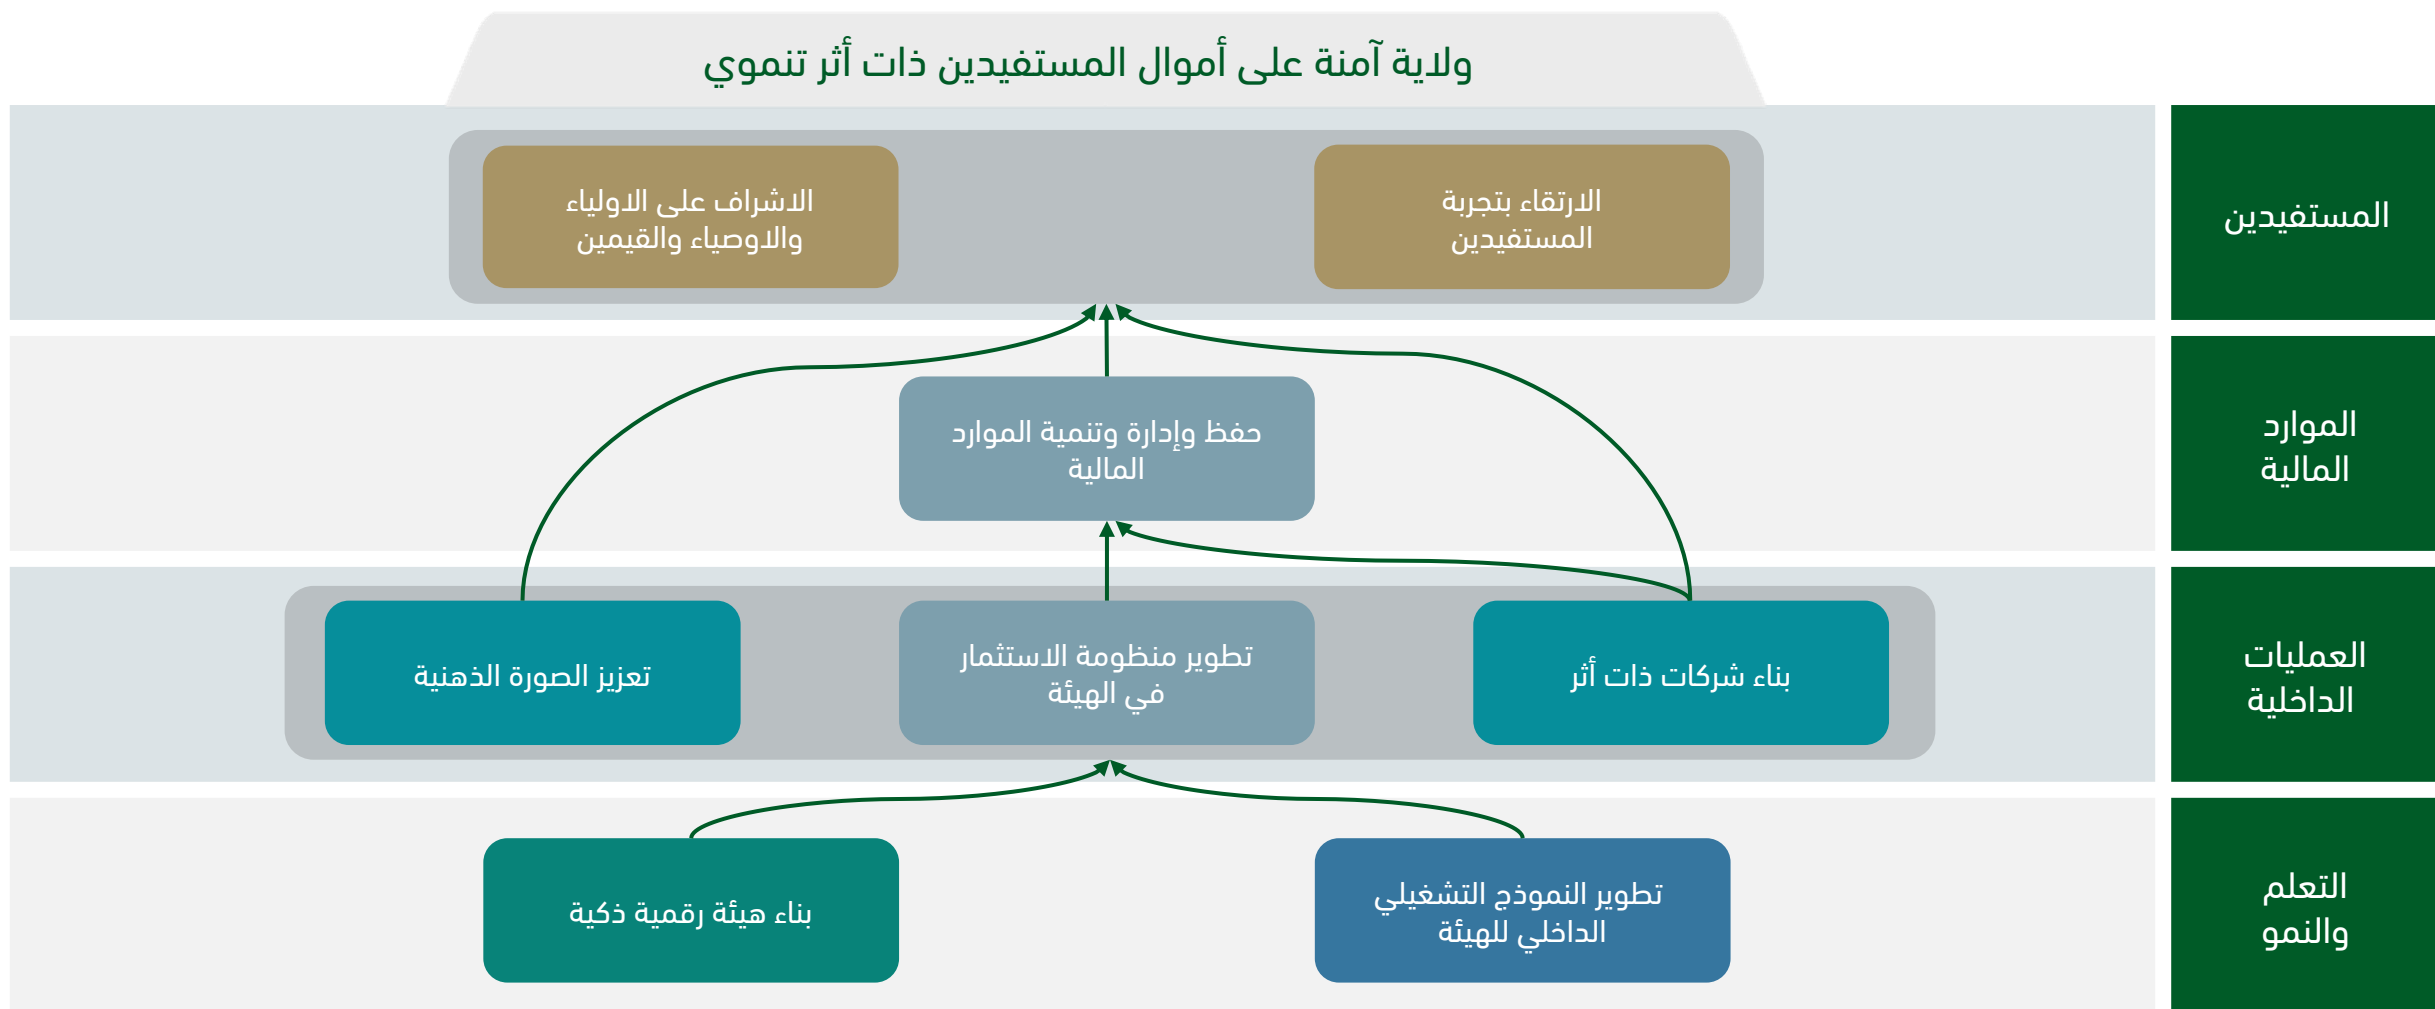 ولاية آمنة على أموال المستفيدين ذات أثر تنموي
المستفيدين
الارتقاء بتجربة
المستفيدين
الاشراف على الاولياء
والاوصياء والقيمين
الموارد
المالية
حفظ وإدارة وتنمية الموارد
المالية
العمليات
الداخلية
بناء شركات ذات أثر
تطوير منظومة الاستثمار
في الهيئة
تعزيز الصورة الذهنية
التعلم
والنمو
تطوير النموذج التشغيلي
الداخلي للهيئة
بناء هيئة رقمية ذكية